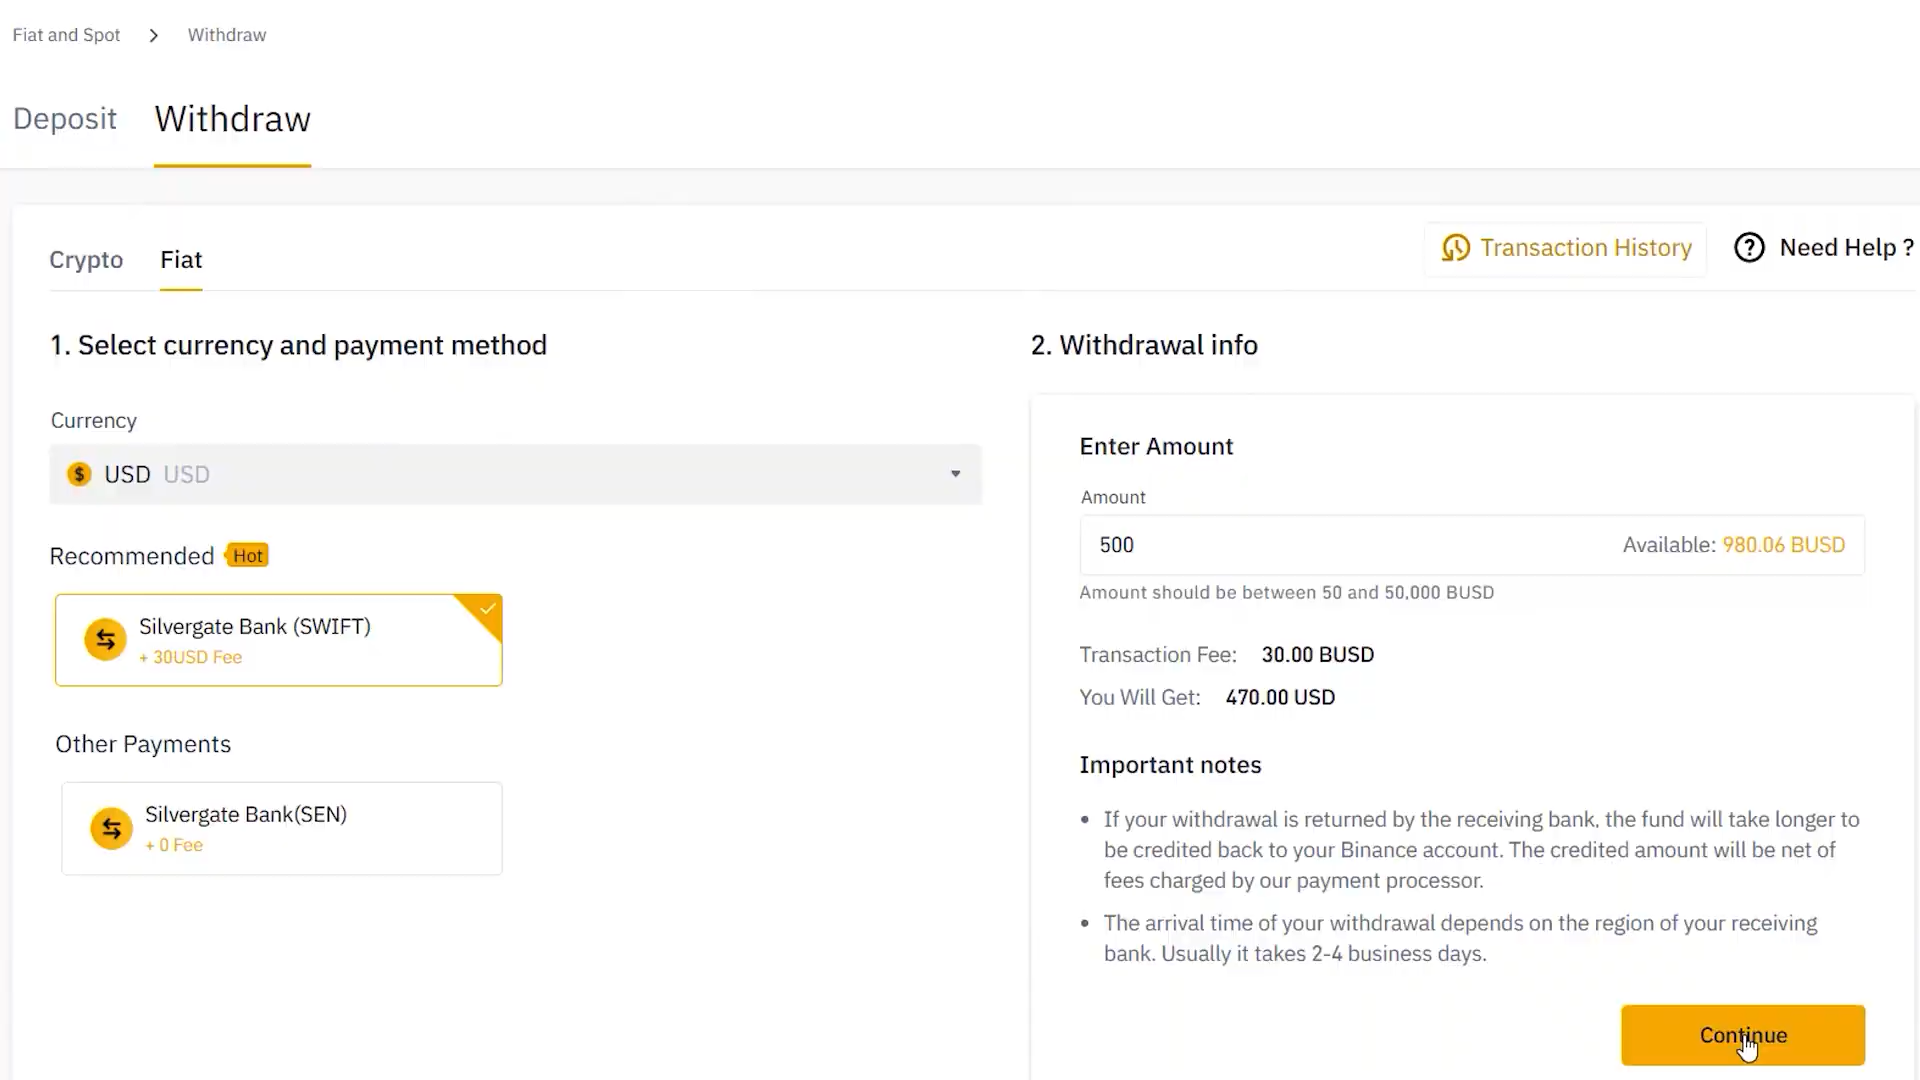 Fiat and Spot > Withdraw
Deposit Withdraw
Crypto Fiat
Transaction History
Need Help ?
1. Select currency and payment method
Currency
USD USD
Recommended Hot
Silvergate Bank (SWIFT)
+ 30USD Fee
Other Payments
Silvergate Bank(SEN)
+ 0 Fee
2. Withdrawal info
Enter Amount
Amount
500 Available: 980.06 BUSD
Amount should be between 50 and 50,000 BUSD
Transaction Fee: 30.00 BUSD
You Will Get: 470.00 USD
Important notes
• If your withdrawal is returned by the receiving bank, the fund will take longer to
be credited back to your Binance account. The credited amount will be net of
fees charged by our payment processor.
• The arrival time of your withdrawal depends on the region of your receiving
bank. Usually it takes 2-4 business days.
Continue